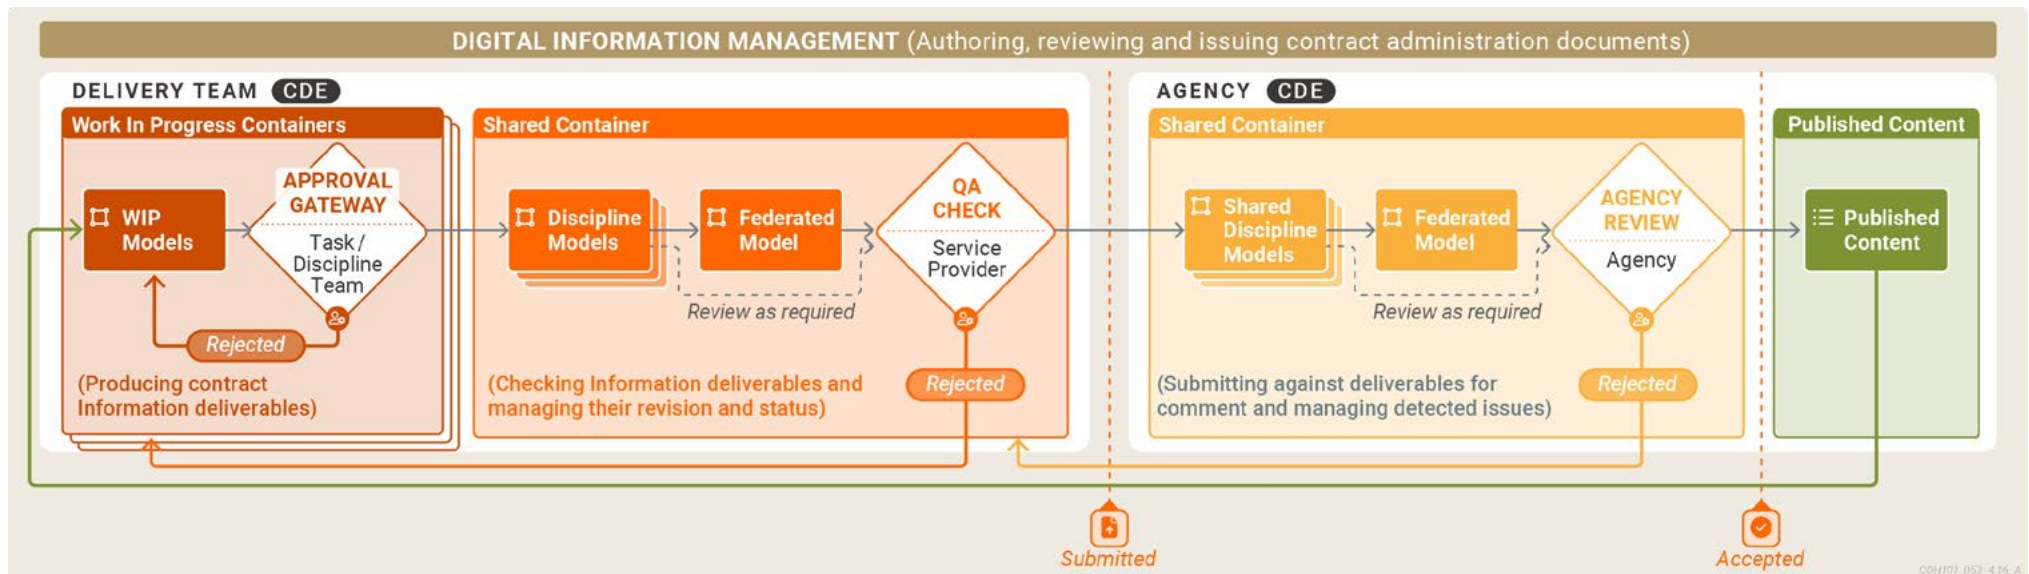 DIGITAL INFORMATION MANAGEMENT (Authoring, reviewing and issuing contract administration documents)
DELIVERY TEAM CDE
Work In Progress Containers
WIP
Models
APPROVAL
GATEWAY
Task /
Discipline
Team
Rejected
(Producing contract
Information deliverables)
Shared Container
Discipline
Models
Federated
Model
Review as required
QA
CHECK
Service
Provider
Rejected
(Checking Information deliverables and
managing their revision and status)
AGENCY CDE
Shared Container
Shared
Discipline
Models
Federated
Model
Review as required
AGENCY
REVIEW
Agency
Rejected
(Submitting against deliverables for
comment and managing detected issues)
Published Content
Published
Content
Submitted
Accepted
COH101_053_4.16_A